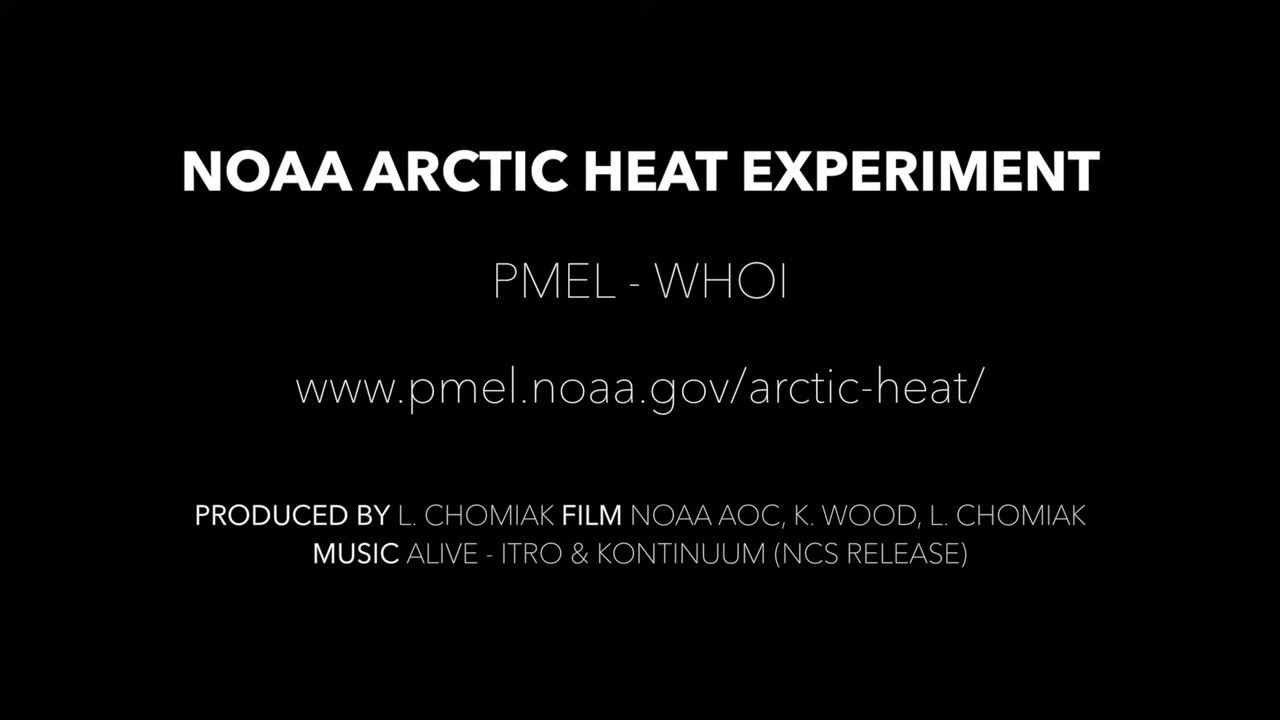 NOAA ARCTIC HEAT EXPERIMENT
PMEL - WHOI
www.pmel.noaa.gov/arctic-heat/
PRODUCED BY L. CHOMIAK FILM NOAA AOC, K. WOOD, L. CHOMIAK
MUSIC ALIVE - ITRO & KONTINUUM (NCS RELEASE)